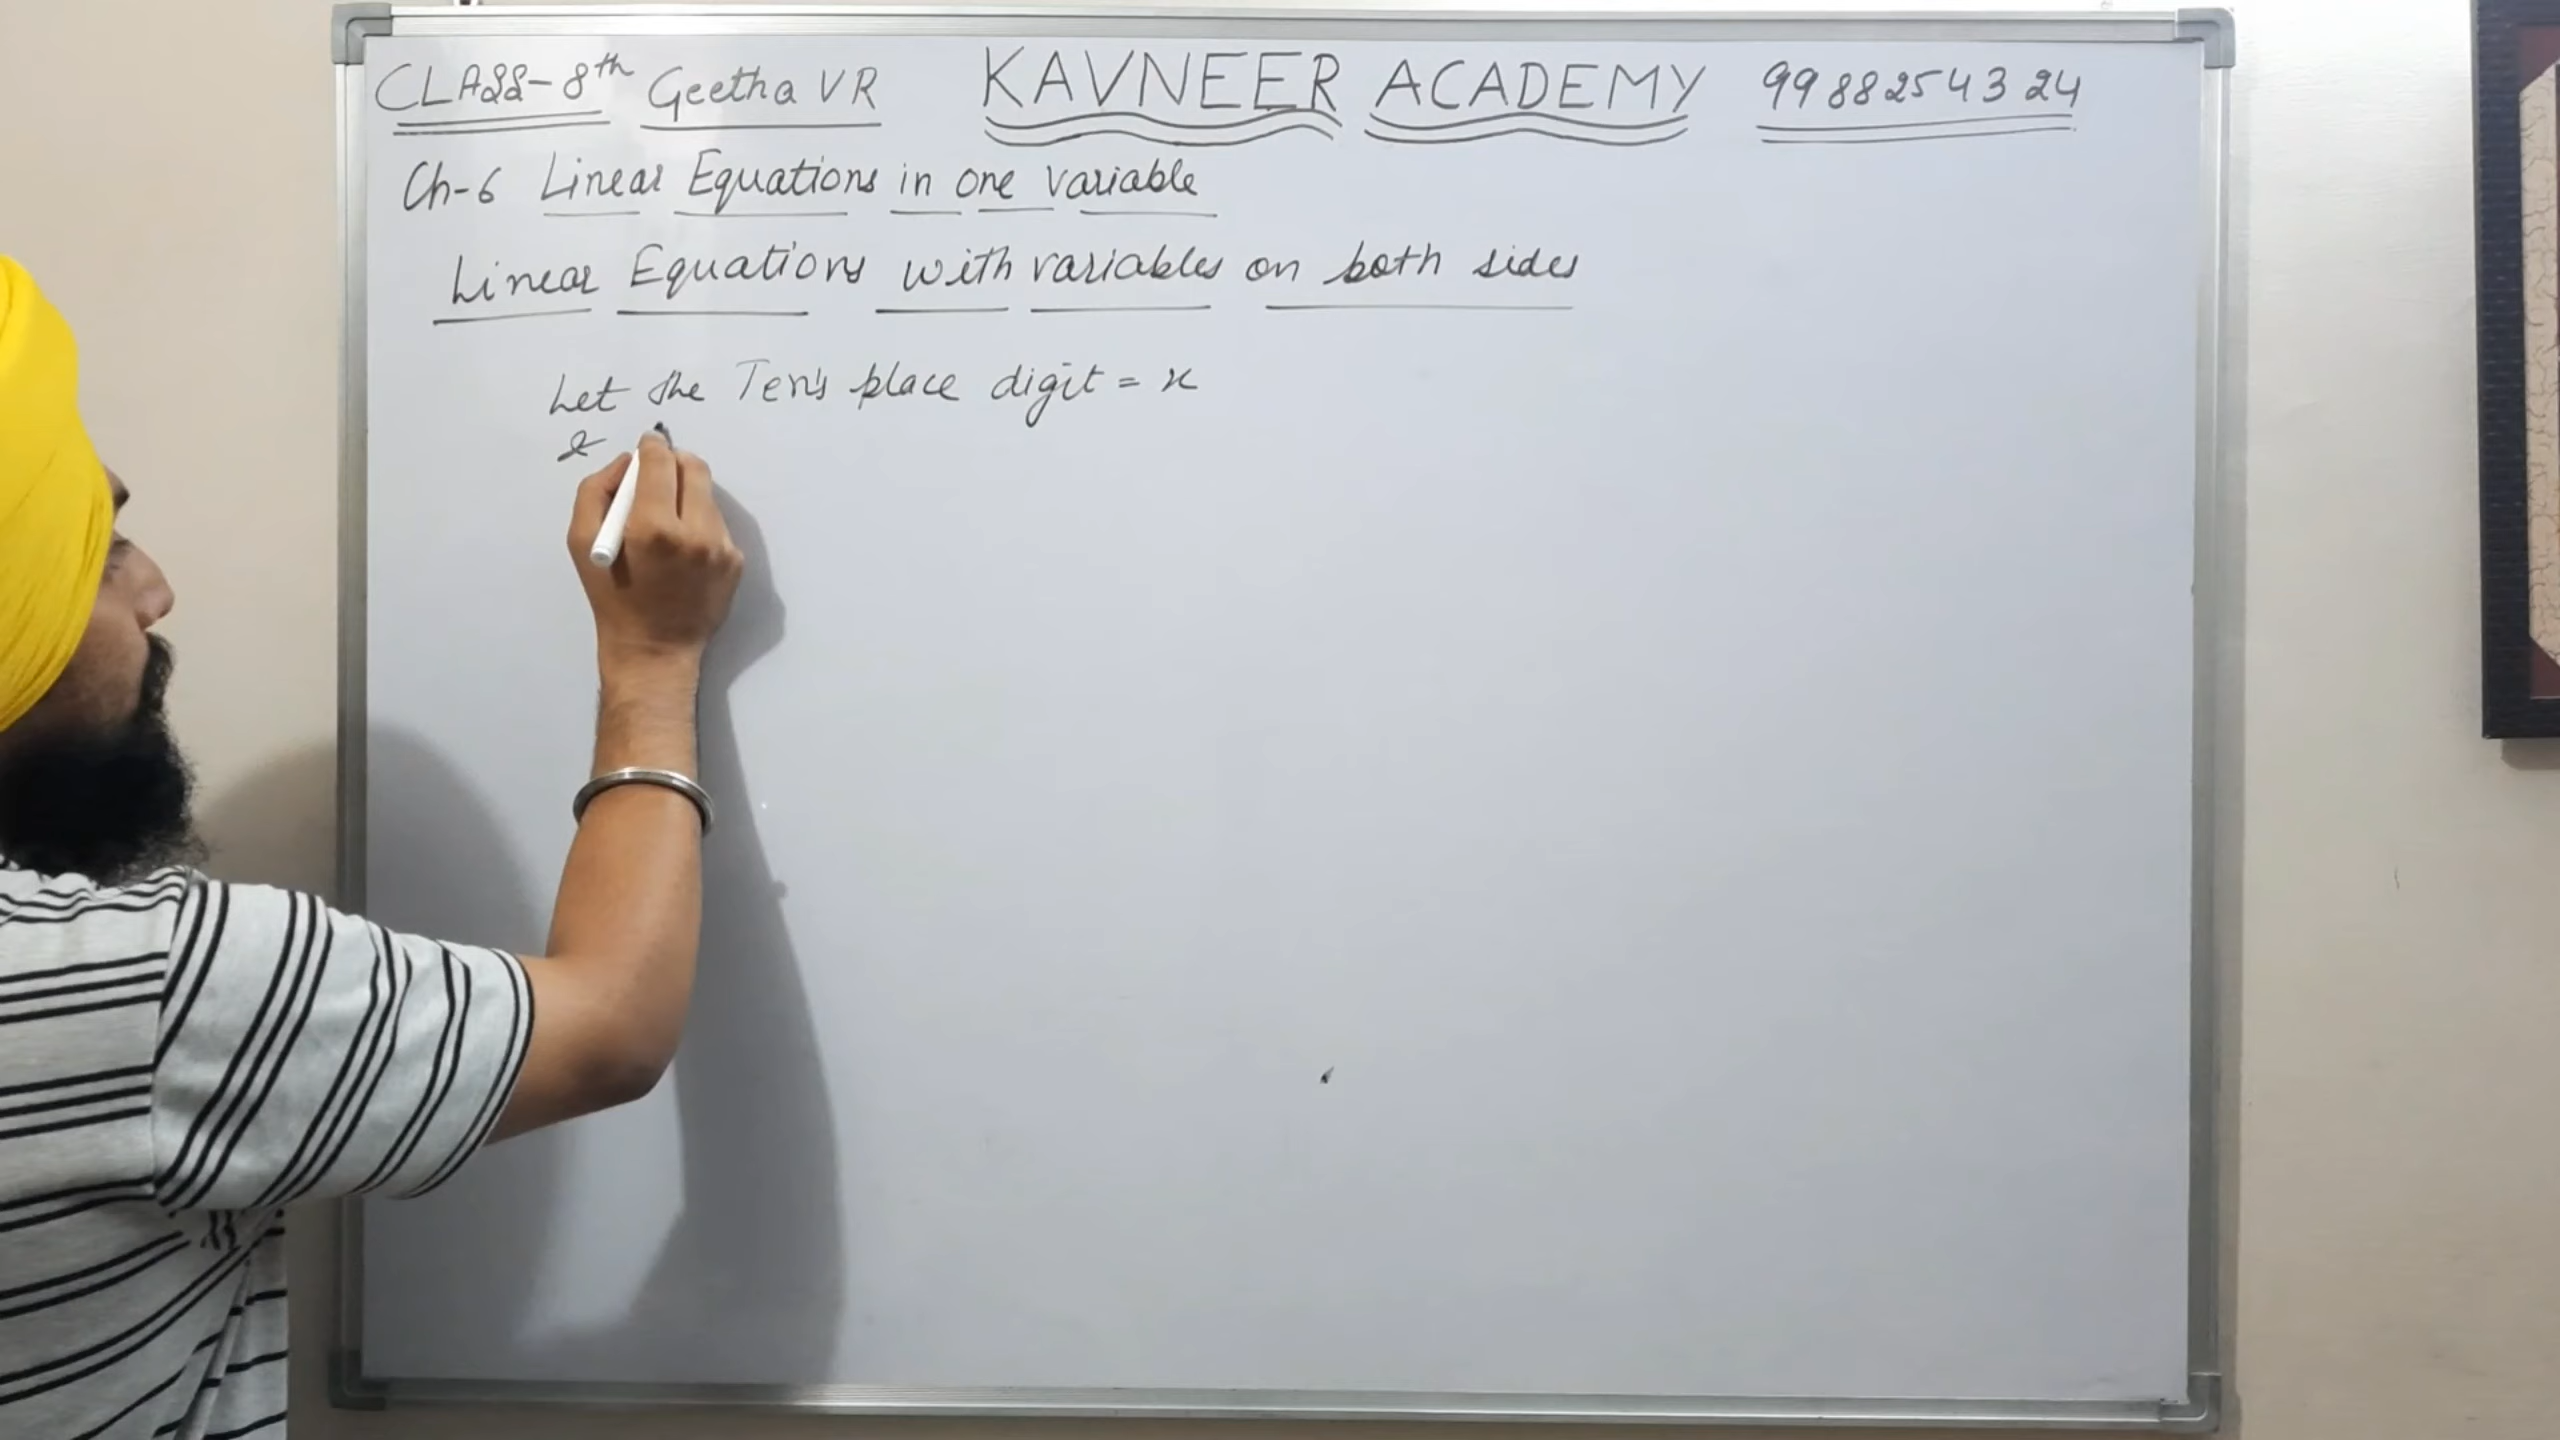 CLASS-8th Geetha VR KAVNEER ACADEMY 9988254324
Ch-6 Linear Equations in one variable
Linear Equations with variables on both sides
Let the Ten's place digit = x
&